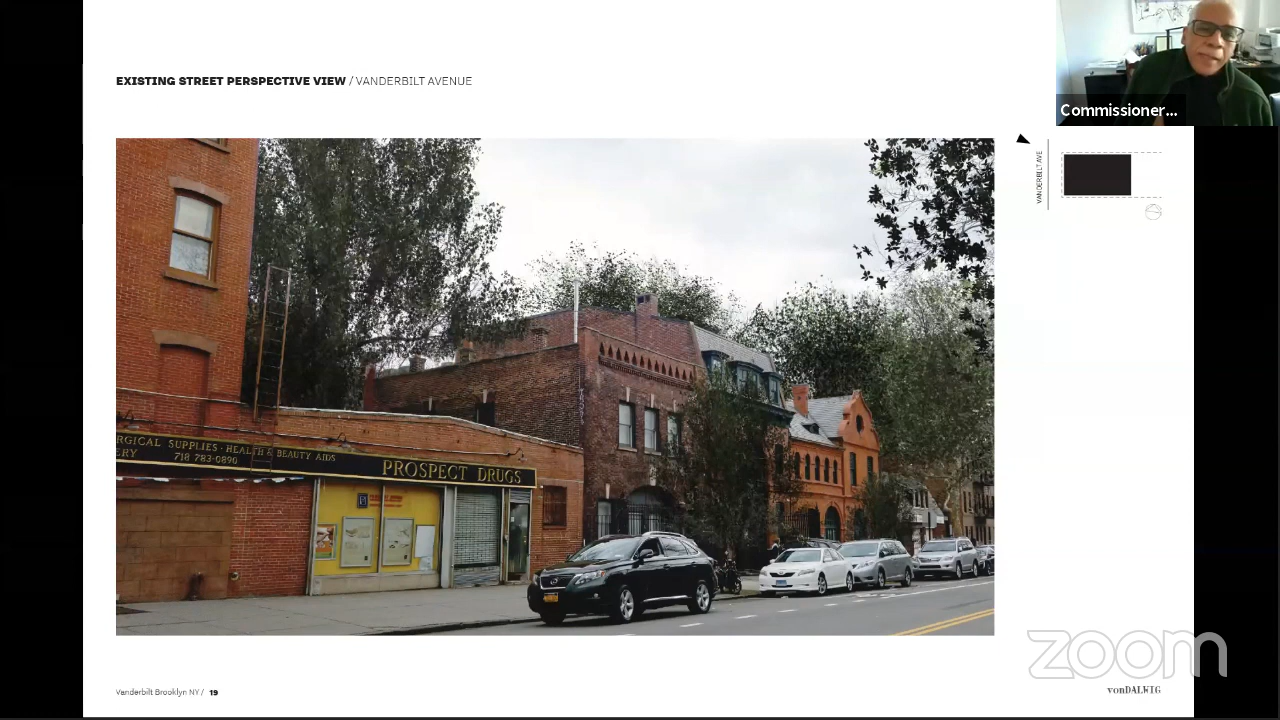 EXISTING STREET PERSPECTIVE VIEW / VANDERBILT AVENUE
Commissioner...
VANDERBILT AVE.
RGICAL SUPPLIES · HEALTH & BEAUTY AIDS
ERY 718 783-0890
PROSPECT DRUGS
zoom
Vanderbilt Brooklyn NY / 19
vonDALWIG